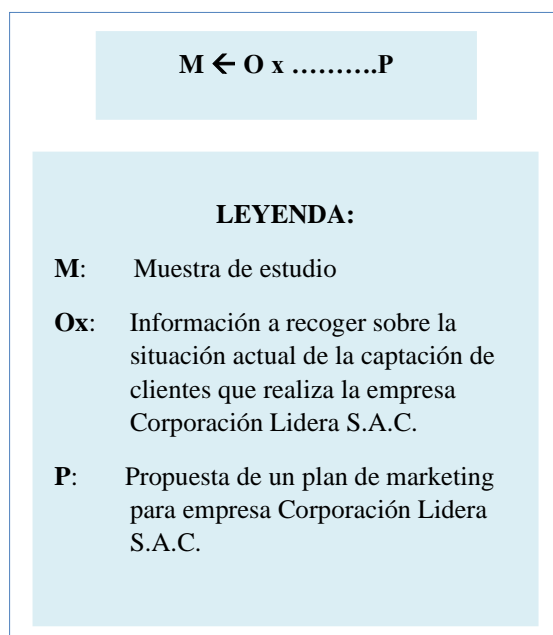 M ← O x ……….P
LEYENDA:
M: Muestra de estudio
Ox: Información a recoger sobre la
situación actual de la captación de
clientes que realiza la empresa
Corporación Lidera S.A.C.
P: Propuesta de un plan de marketing
para empresa Corporación Lidera
S.A.C.